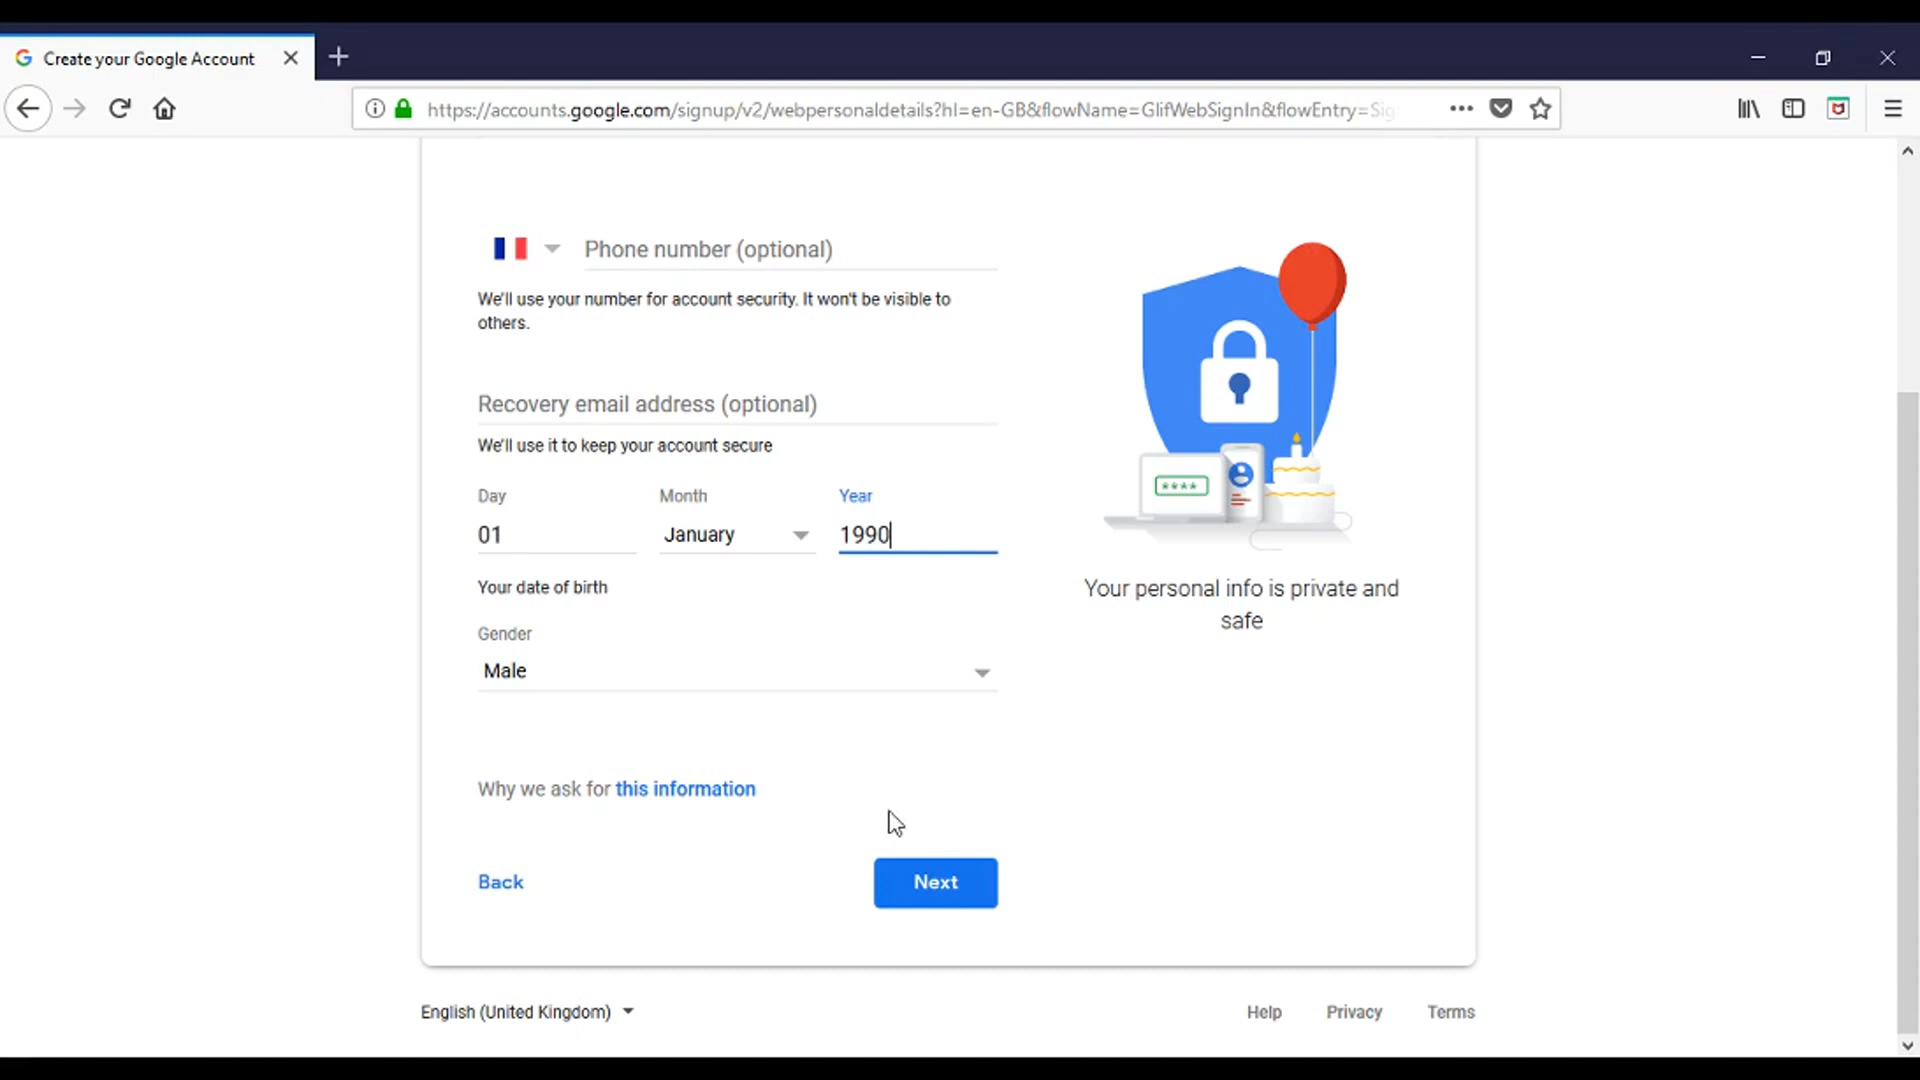 Create your Google Account
https://accounts.google.com/signup/v2/webpersonaldetails?hl=en-GB&flowName=GlifWebSignIn&flowEntry=Sig
Phone number (optional)
We'll use your number for account security. It won't be visible to
others.
Recovery email address (optional)
We'll use it to keep your account secure
Day Month Year
01 January 1990
Your date of birth
Gender
Male
****
Your personal info is private and
safe
Why we ask for this information
Back Next
English (United Kingdom) Help Privacy Terms